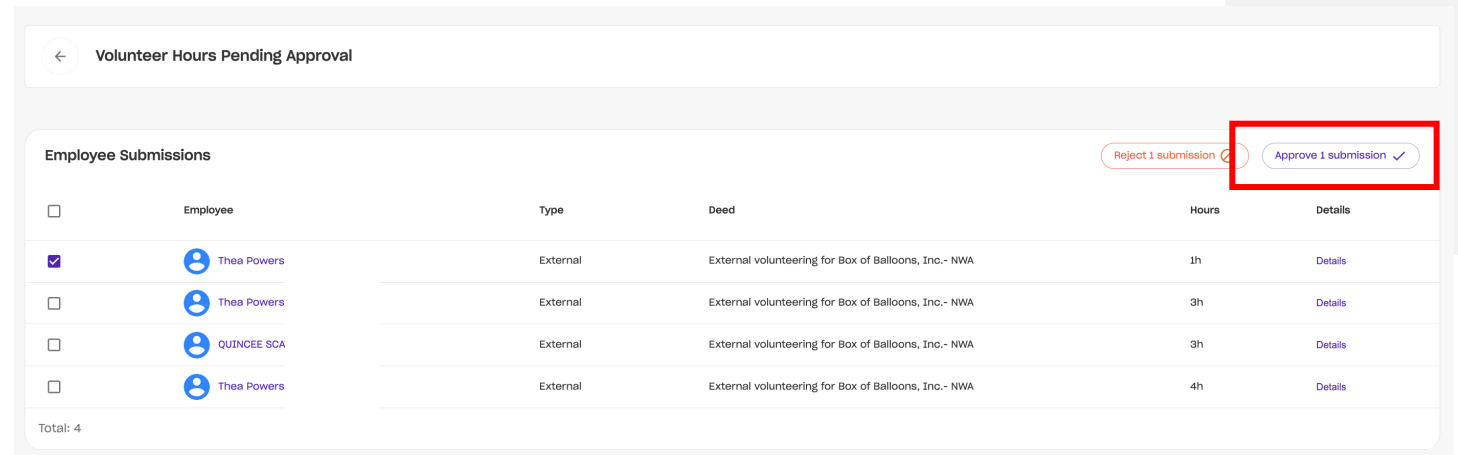 Volunteer Hours Pending Approval
Employee Submissions Reject 1 submission Approve 1 submission
Employee Type Deed Hours Details
Thea Powers External External volunteering for Box of Balloons, Inc.- NWA 1h Details
Thea Powers External External volunteering for Box of Balloons, Inc.- NWA 3h Details
QUINCEE SCA External External volunteering for Box of Balloons, Inc.- NWA 3h Details
Thea Powers External External volunteering for Box of Balloons, Inc.- NWA 4h Details
Total: 4